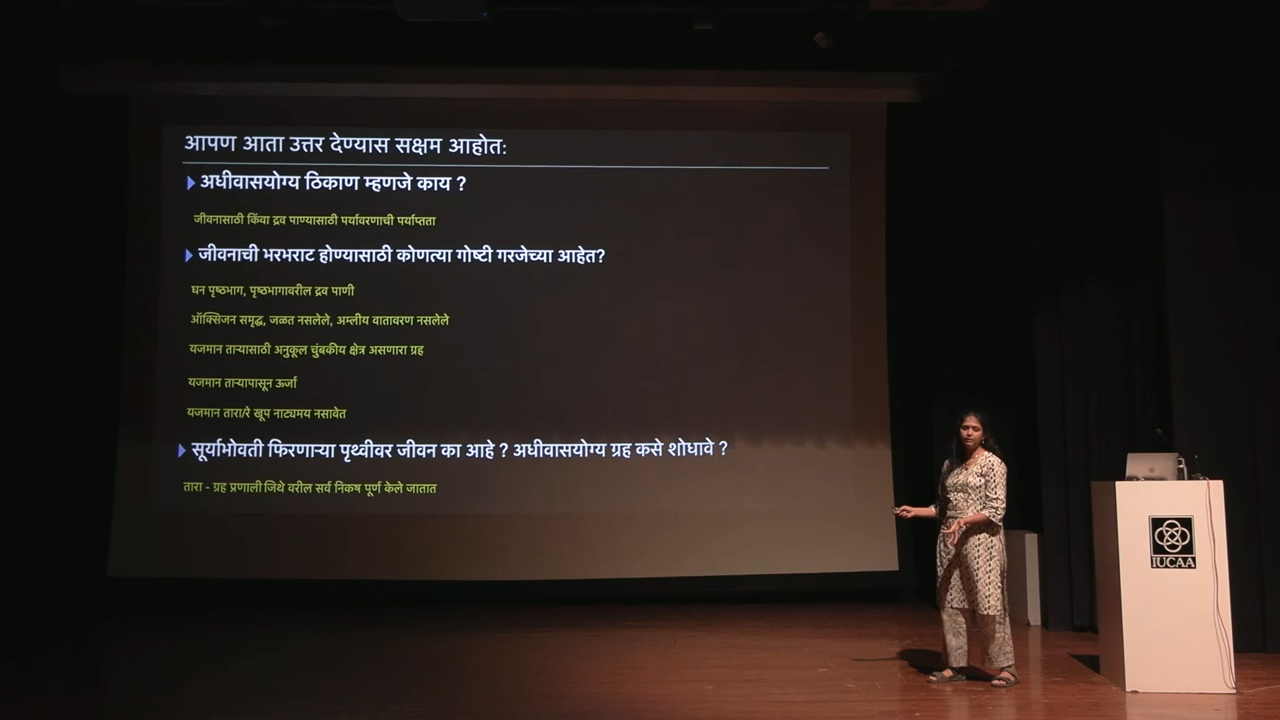 आपण आता उत्तर देण्यास सक्षम आहोत:
अधीवासयोग्य ठिकाण म्हणजे काय ?
जीवनासाठी किंवा द्रव पाण्यासाठी पर्यावरणाची पर्याप्तता
जीवनाची भरभराट होण्यासाठी कोणत्या गोष्टी गरजेच्या आहेत?
घन पृष्ठभाग, पृष्ठभागावरील द्रव पाणी
ऑक्सिजन समृद्ध, जळत नसलेले, अम्लीय वातावरण नसलेले
यजमान ताऱ्यासाठी अनुकूल चुंबकीय क्षेत्र असणारा ग्रह
यजमान ताऱ्यापासून ऊर्जा
यजमान तारा/रे खूप नाट्यमय नसावेत
सूर्याभोवती फिरणाऱ्या पृथ्वीवर जीवन का आहे ? अधीवासयोग्य ग्रह कसे शोधावे ?
तारा - ग्रह प्रणाली जिथे वरील सर्व निकष पूर्ण केले जातात
IUCAA